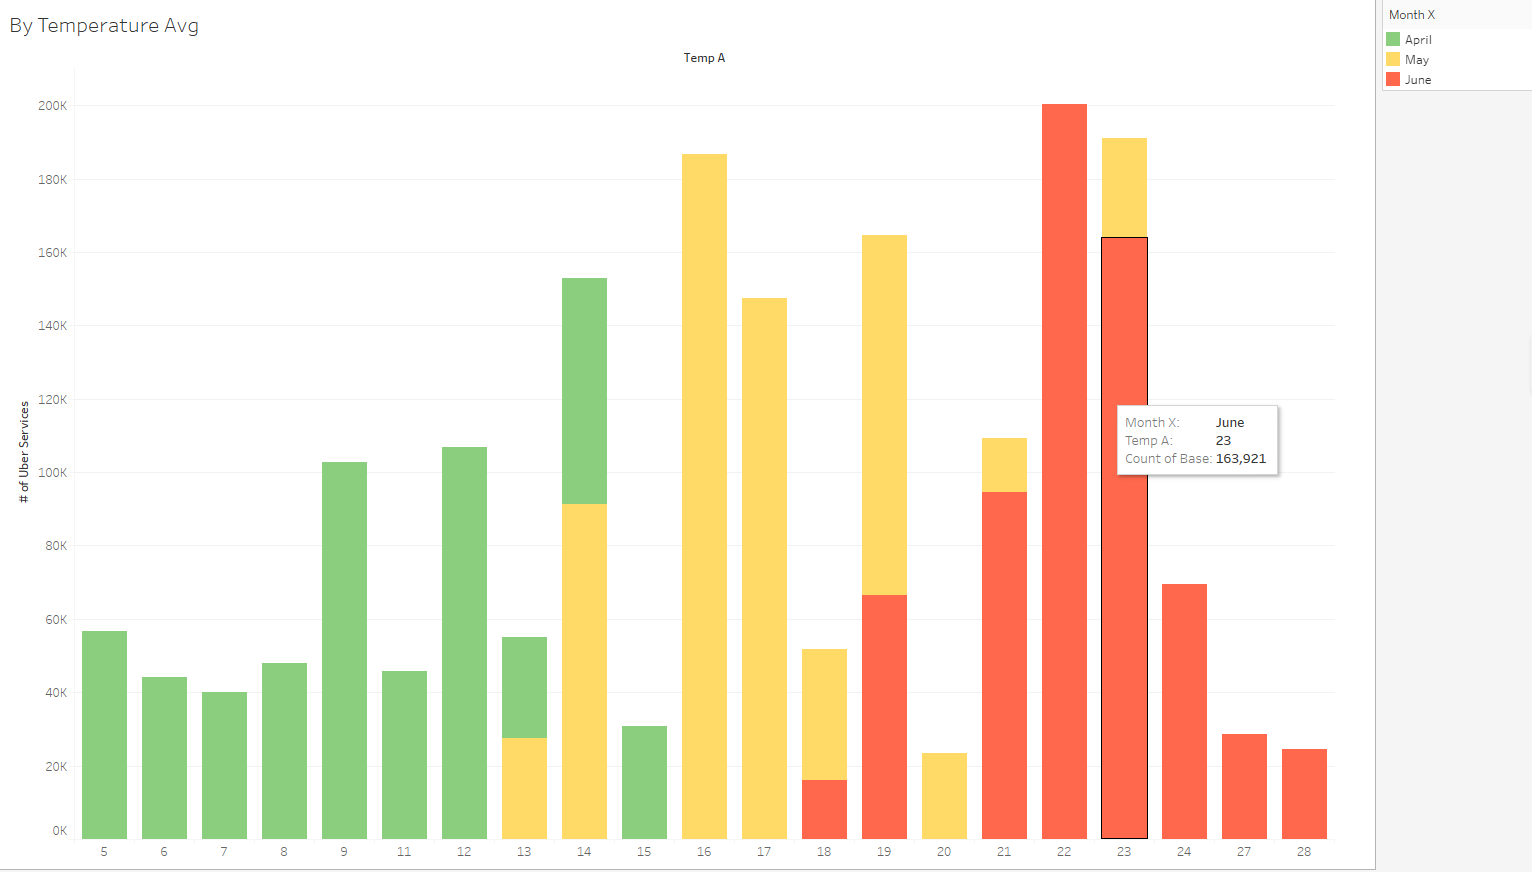 By Temperature Avg
Temp A
Month X
April
May
June
# of Uber Services
200K
180K
160K
140K
120K
100K
80K
60K
40K
20K
0K
Month X: June
Temp A: 23
Count of Base: 163,921
5 6 7 8 9 11 12 13 14 15 16 17 18 19 20 21 22 23 24 27 28